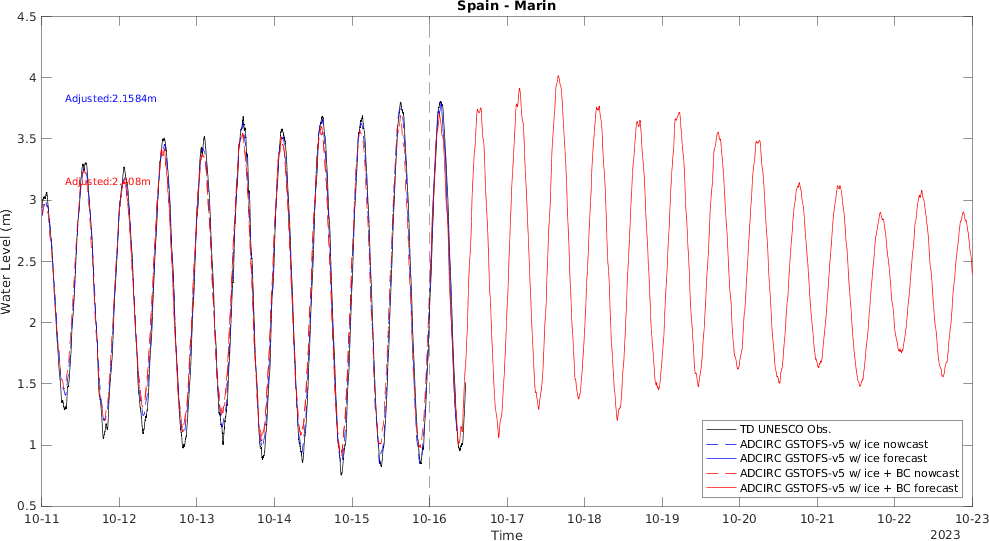 Spain - Marin
Water Level (m)
4.5
4
3.5
3
2.5
2
1.5
1
0.5
Adjusted:2.1584m
TD UNESCO Obs.
ADCIRC GSTOFS-v5 w/ ice nowcast
ADCIRC GSTOFS-v5 w/ ice forecast
ADCIRC GSTOFS-v5 w/ ice + BC nowcast
ADCIRC GSTOFS-v5 w/ ice + BC forecast
10-11
10-12
10-13
10-14
10-15
10-16
10-17
10-18
10-19
10-20
10-21
10-22
10-23
Time
2023